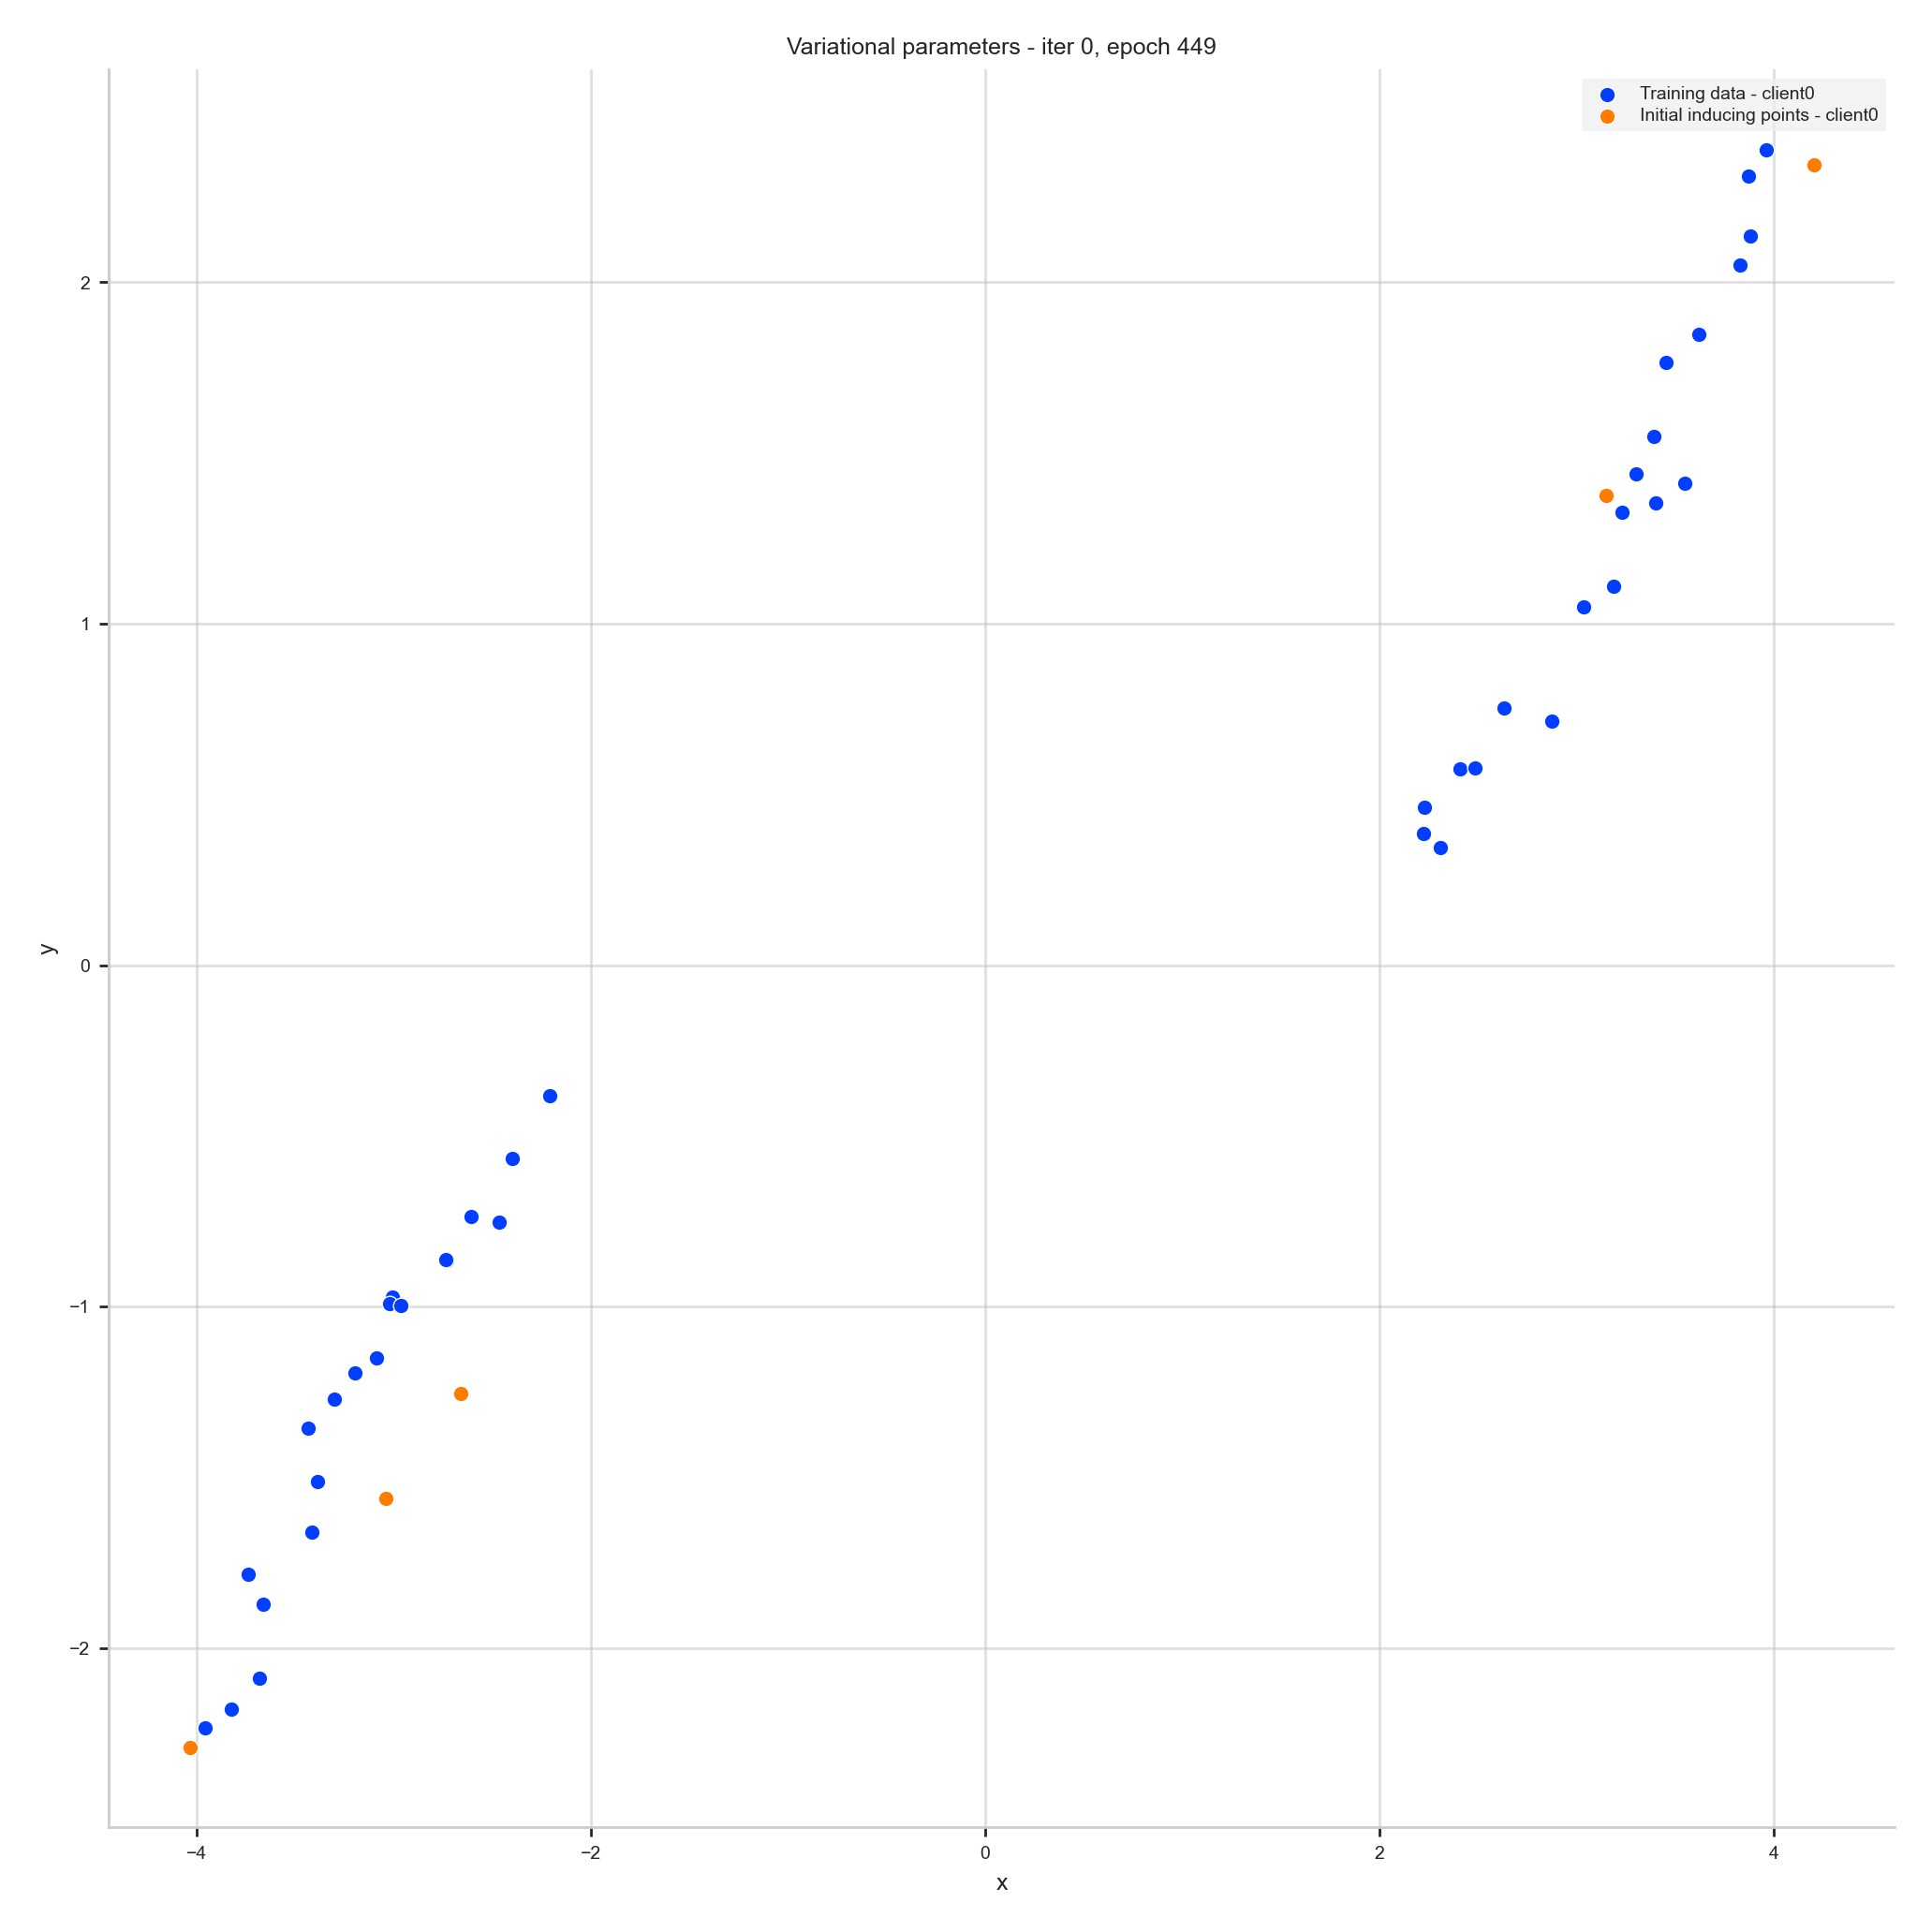 Variational parameters - iter 0, epoch 449
Training data - client0
Initial inducing points - client0
2
1
0
−1
−2
y
−4
−2
0
2
4
x